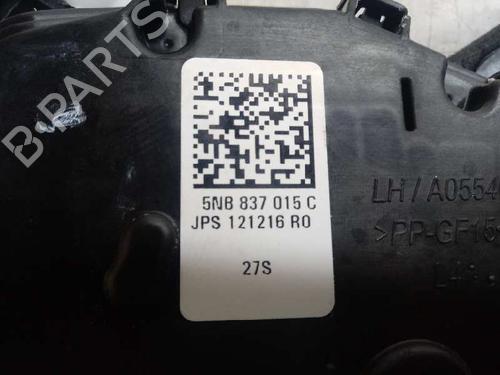 B-PARTS
5NB 837 015 C
JPS 121216 R0
27S
LH/A0554
>PP-GF15